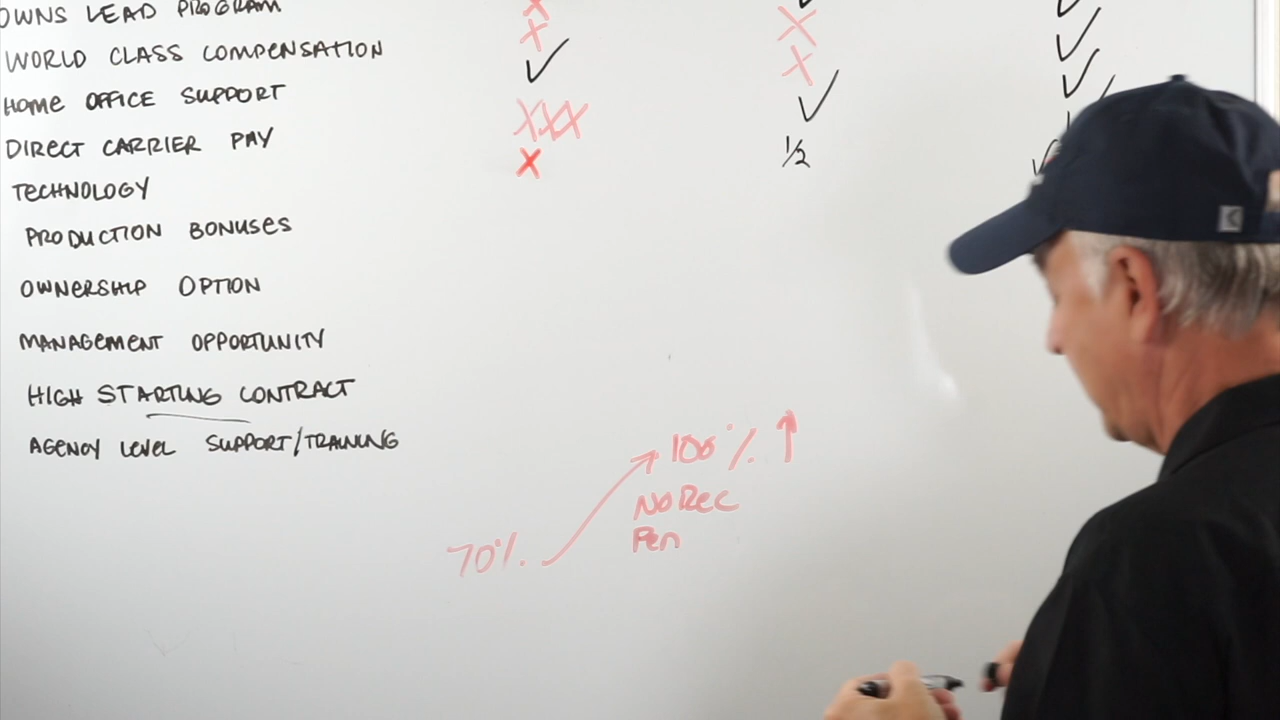 OWNS LEAD PROGRAM
WORLD CLASS COMPENSATION
HOME OFFICE SUPPORT
DIRECT CARRIER PAY
1/2
TECHNOLOGY
PRODUCTION BONUSES
OWNERSHIP OPTION
MANAGEMENT OPPORTUNITY
HIGH STARTING CONTRACT
AGENCY LEVEL SUPPORT/TRAINING
100%
NO REC
Pen
70%